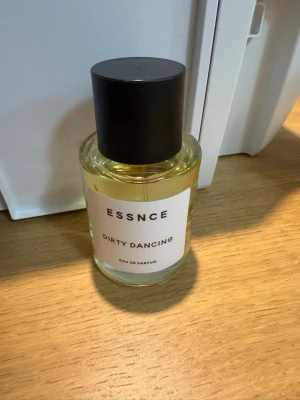 ESSNCE
DIRTY DANCING
EAU DE PARFUM